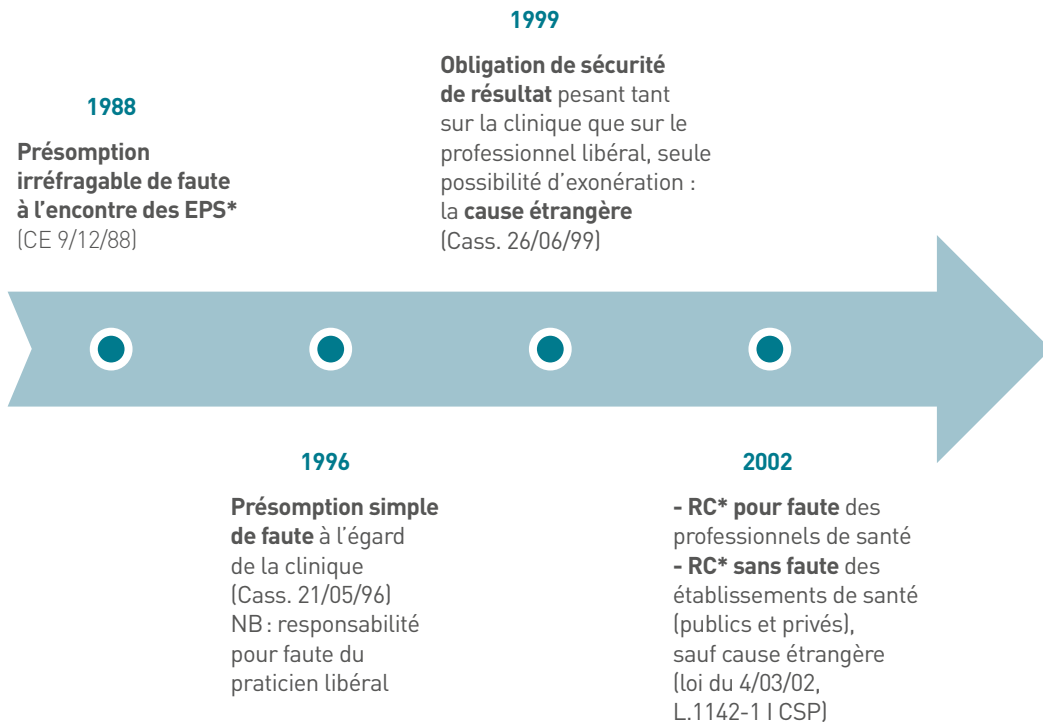 1988
Présomption
irréfragable de faute
à l’encontre des EPS*
(CE 9/12/88)
1996
Présomption simple
de faute à l’égard
de la clinique
(Cass. 21/05/96)
NB : responsabilité
pour faute du
praticien libéral
1999
Obligation de sécurité
de résultat pesant tant
sur la clinique que sur le
professionnel libéral, seule
possibilité d’exonération :
la cause étrangère
(Cass. 26/06/99)
2002
- RC* pour faute des
professionnels de santé
- RC* sans faute des
établissements de santé
(publics et privés),
sauf cause étrangère
(loi du 4/03/02,
L.1142-1 I CSP)